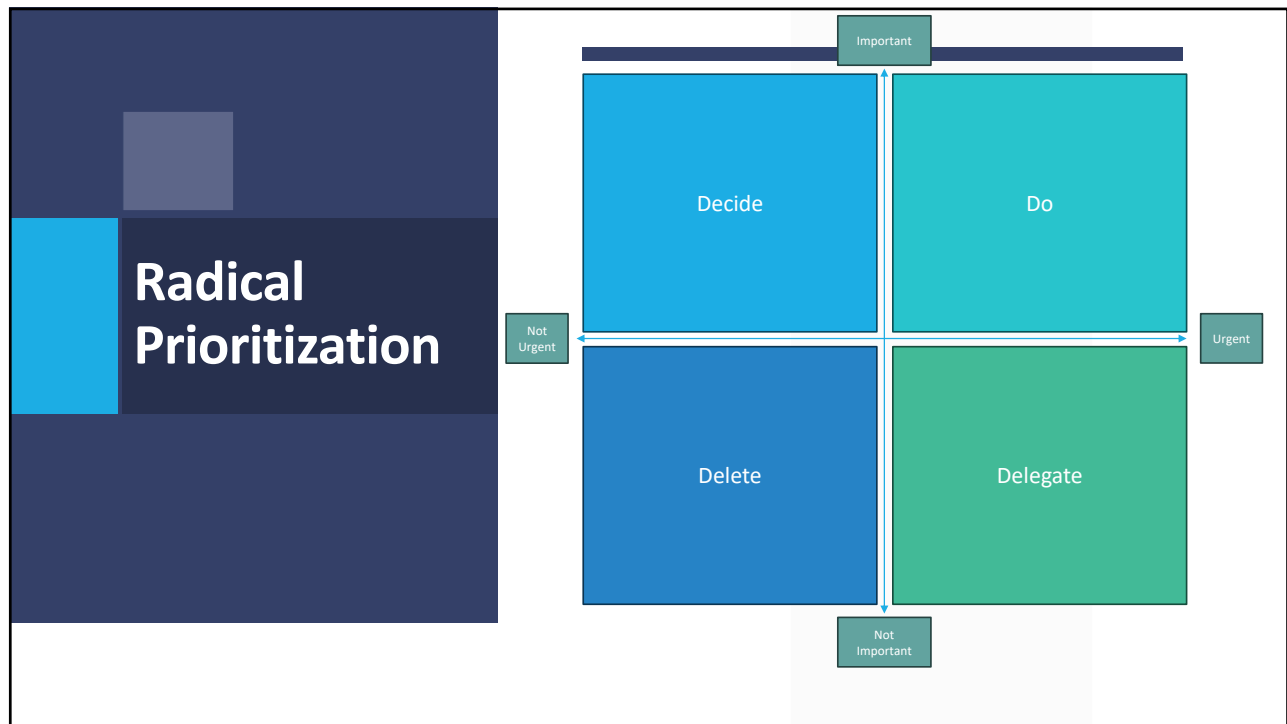 Radical
Prioritization
Important
Decide
Do
Not
Urgent
Urgent
Delete
Delegate
Not
Important